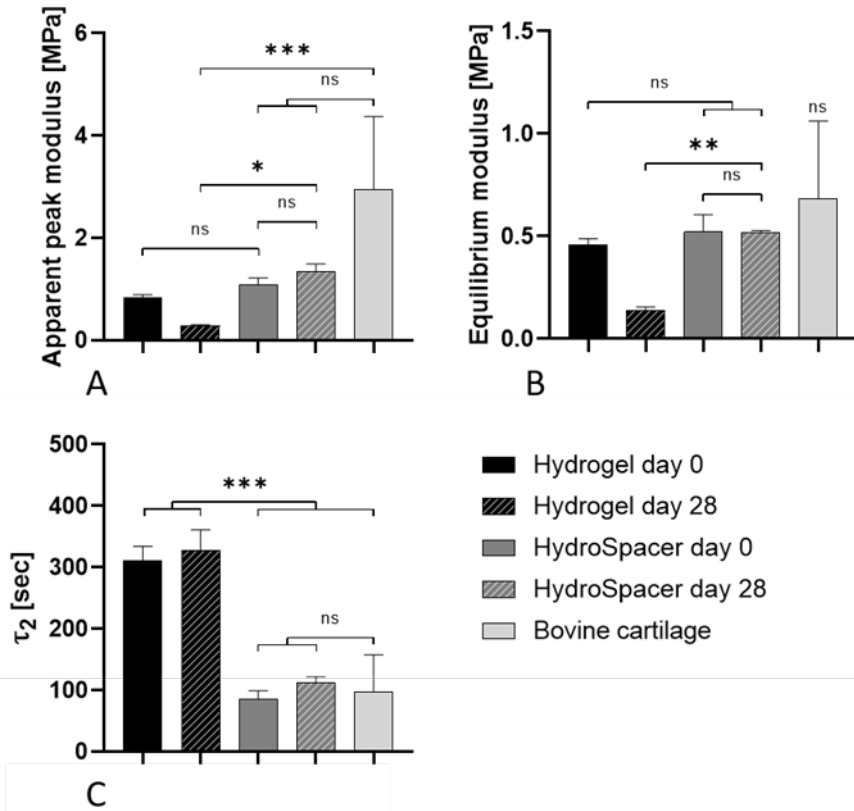 Apparent peak modulus [MPa]
6
4
2
0
***
ns
*
ns
ns
A
Equilibrium modulus [MPa]
1.5
1.0
0.5
0.0
ns
ns
**
ns
B
τ2 [sec]
500
400
300
200
100
0
***
ns
C
Hydrogel day 0
Hydrogel day 28
HydroSpacer day 0
HydroSpacer day 28
Bovine cartilage